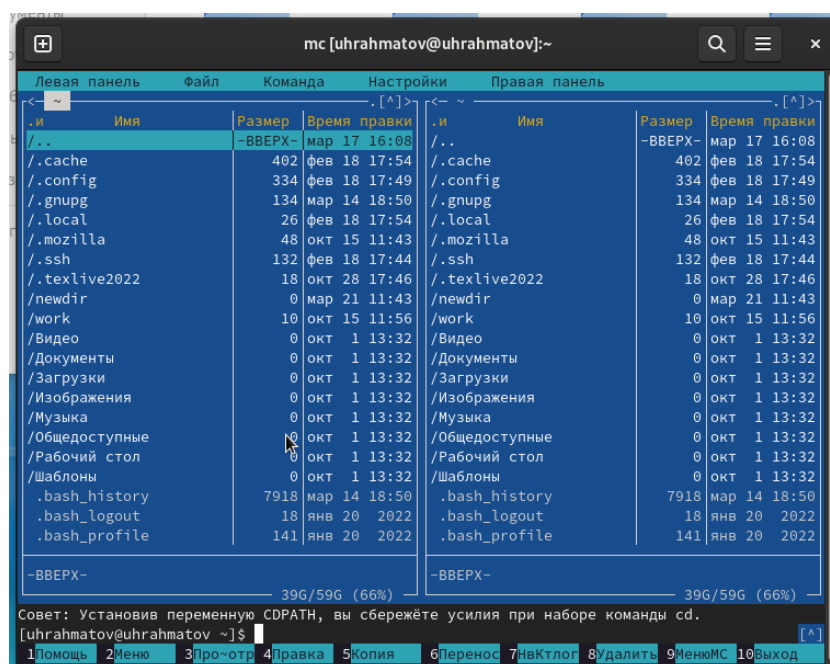 mc [uhrahmatov@uhrahmatov]:~
Левая панель Файл Команда Настройки Правая панель
<─ ~ .[^]> <─ ~ .[^]>
.и Имя Размер Время правки .и Имя Размер Время правки
/.. -ВВЕРХ- мар 17 16:08 /.. -ВВЕРХ- мар 17 16:08
/.cache 402 фев 18 17:54 /.cache 402 фев 18 17:54
/.config 334 фев 18 17:49 /.config 334 фев 18 17:49
/.gnupg 134 мар 14 18:50 /.gnupg 134 мар 14 18:50
/.local 26 фев 18 17:54 /.local 26 фев 18 17:54
/.mozilla 48 окт 15 11:43 /.mozilla 48 окт 15 11:43
/.ssh 132 фев 18 17:44 /.ssh 132 фев 18 17:44
/.texlive2022 18 окт 28 17:46 /.texlive2022 18 окт 28 17:46
/newdir 0 мар 21 11:43 /newdir 0 мар 21 11:43
/work 10 окт 15 11:56 /work 10 окт 15 11:56
/Видео 0 окт 1 13:32 /Видео 0 окт 1 13:32
/Документы 0 окт 1 13:32 /Документы 0 окт 1 13:32
/Загрузки 0 окт 1 13:32 /Загрузки 0 окт 1 13:32
/Изображения 0 окт 1 13:32 /Изображения 0 окт 1 13:32
/Музыка 0 окт 1 13:32 /Музыка 0 окт 1 13:32
/Общедоступные 0 окт 1 13:32 /Общедоступные 0 окт 1 13:32
/Рабочий стол 0 окт 1 13:32 /Рабочий стол 0 окт 1 13:32
/Шаблоны 0 окт 1 13:32 /Шаблоны 0 окт 1 13:32
.bash_history 7918 мар 14 18:50 .bash_history 7918 мар 14 18:50
.bash_logout 18 янв 20 2022 .bash_logout 18 янв 20 2022
.bash_profile 141 янв 20 2022 .bash_profile 141 янв 20 2022
-ВВЕРХ- -ВВЕРХ-
39G/59G (66%) 39G/59G (66%)
Совет: Установив переменную CDPATH, вы сбережёте усилия при наборе команды cd.
[uhrahmatov@uhrahmatov ~]$ [^]
1Помощь 2Меню 3Про~отр 4Правка 5Копия 6Перенос 7НвКтлог 8Удалить 9МенюМС 10Выход